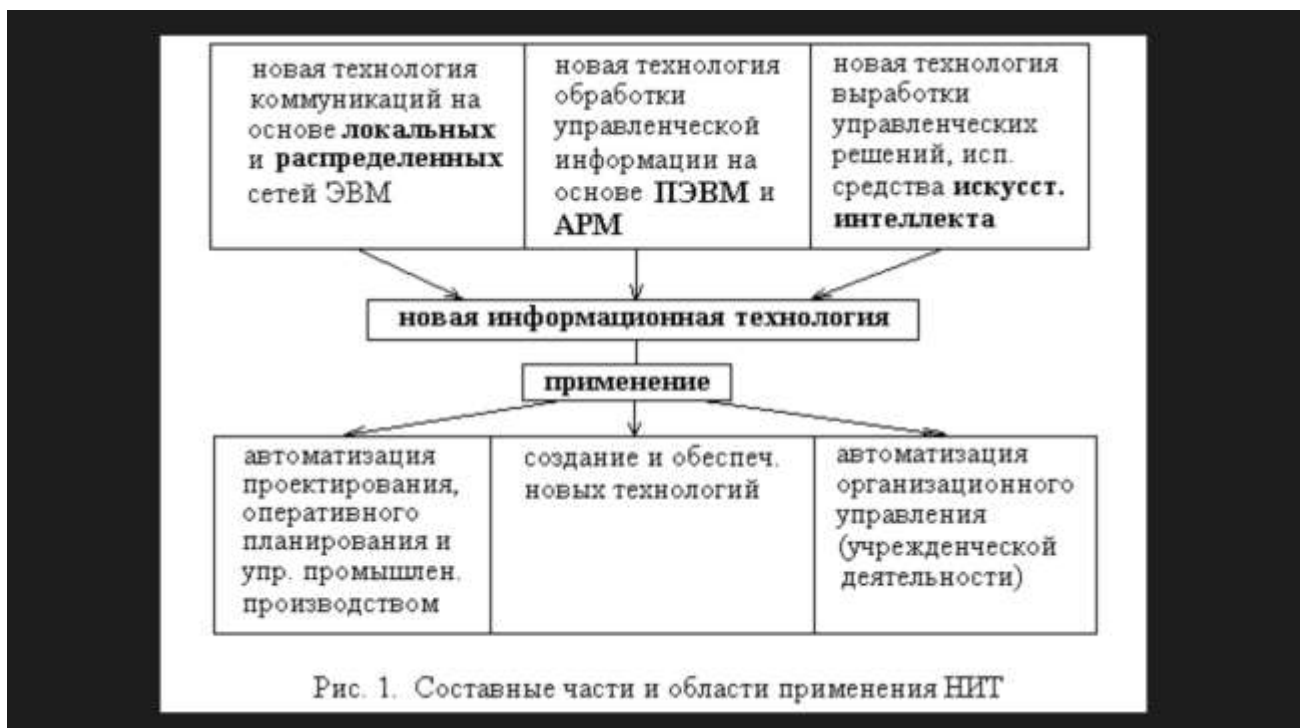 новая технология
коммуникаций на
основе локальных
и распределенных
сетей ЭВМ
новая технология
обработки
управленческой
информации на
основе ПЭВМ и
АРМ
новая технология
выработки
управленческих
решений, исп.
средства искусст.
интеллекта
новая информационная технология
применение
автоматизация
проектирования,
оперативного
планирования и
упр. промышлен.
производством
создание и обеспеч.
новых технологий
автоматизация
организационного
управления
(учрежденческой
деятельности)
Рис. 1. Составные части и области применения НИТ